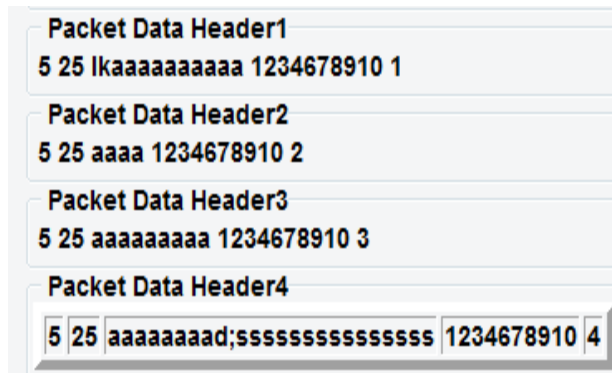 Packet Data Header1
5 25 lkaaaaaaaaaa 1234678910 1
Packet Data Header2
5 25 aaaa 1234678910 2
Packet Data Header3
5 25 aaaaaaaaa 1234678910 3
Packet Data Header4
5 25 aaaaaaaad;sssssssssssssss 1234678910 4